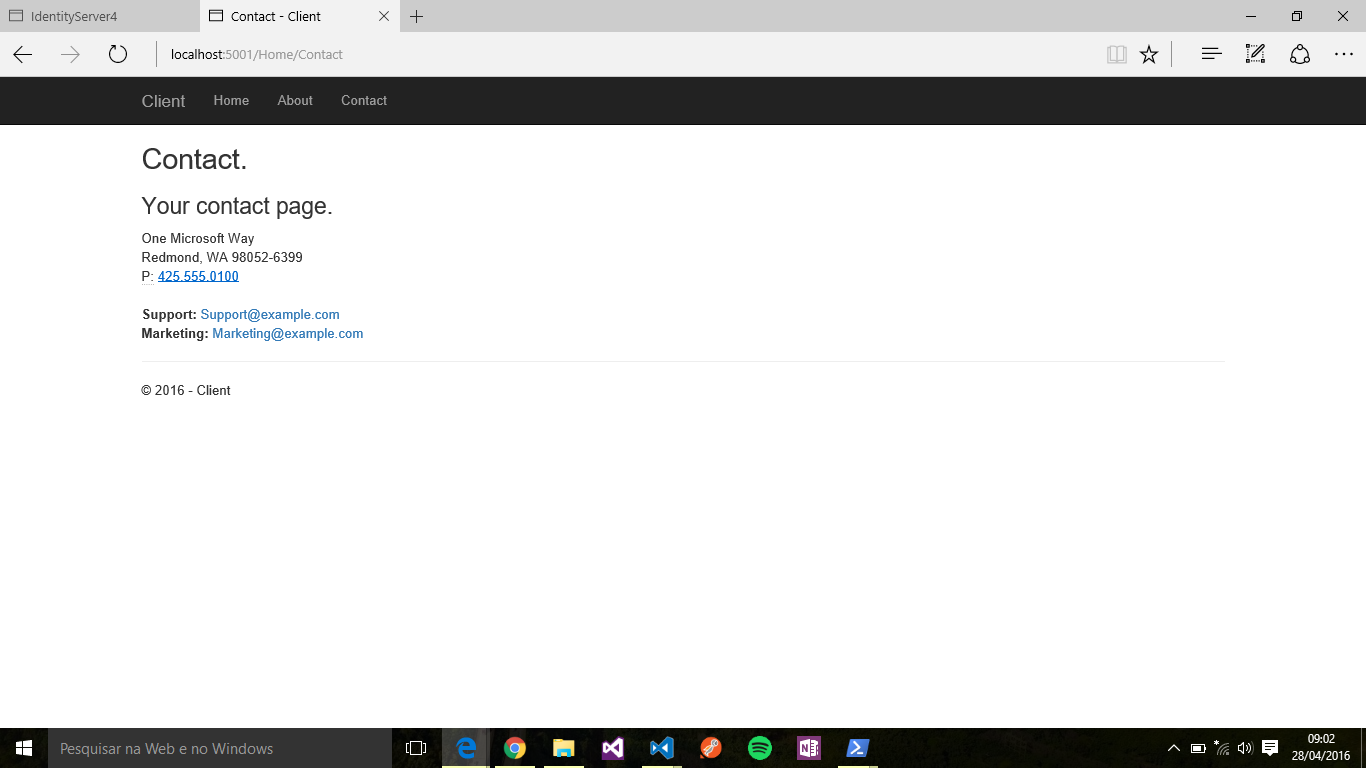 IdentityServer4
Contact - Client
localhost:5001/Home/Contact
Client Home About Contact
Contact.
Your contact page.
One Microsoft Way
Redmond, WA 98052-6399
P: 425.555.0100
Support: Support@example.com
Marketing: Marketing@example.com
© 2016 - Client
Pesquisar na Web e no Windows
09:02
28/04/2016